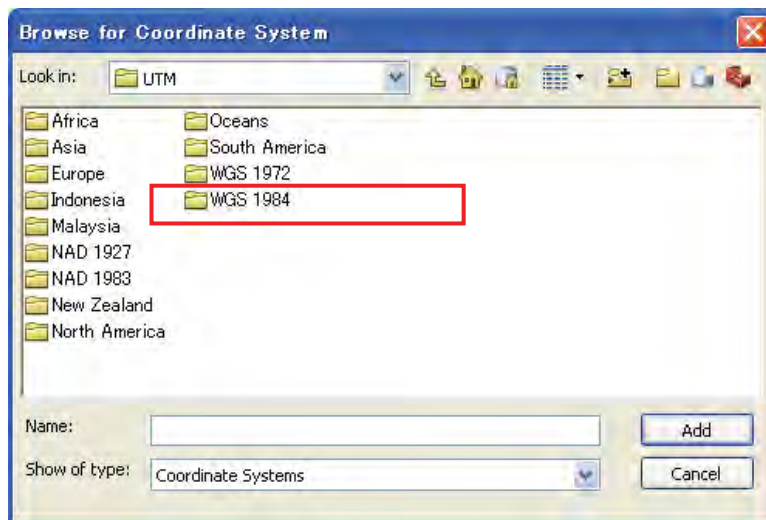 Browse for Coordinate System
Look in: UTM
Africa Oceans
Asia South America
Europe WGS 1972
Indonesia WGS 1984
Malaysia
NAD 1927
NAD 1983
New Zealand
North America
Name: Add
Show of type: Coordinate Systems Cancel